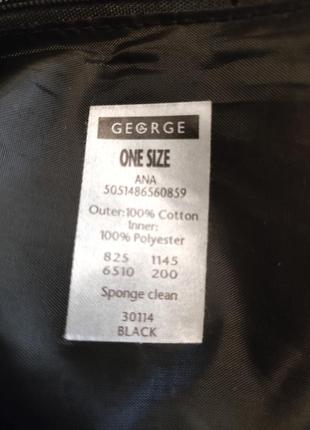 GEORGE
ONE SIZE
ANA
5051486560859
Outer:100% Cotton
Inner:
100% Polyester
825 1145
6510 200
Sponge clean
30114
BLACK